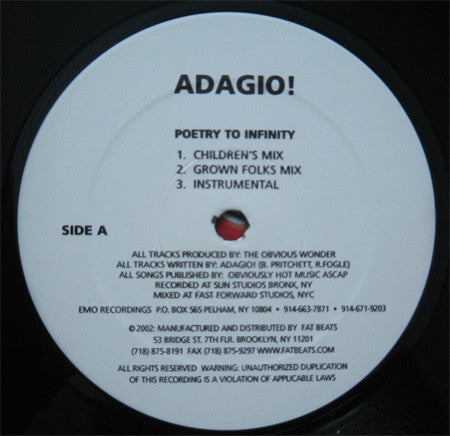 ADAGIO!
POETRY TO INFINITY
1. CHILDREN'S MIX
2. GROWN FOLKS MIX
3. INSTRUMENTAL
SIDE A
ALL TRACKS PRODUCED BY: THE OBVIOUS WONDER
ALL TRACKS WRITTEN BY: ADAGIO! (B. PRITCHETT, R.FOGLE)
ALL SONGS PUBLISHED BY: OBVIOUSLY HOT MUSIC ASCAP
RECORDED AT SUN STUDIOS BRONX, NY
MIXED AT FAST FORWARD STUDIOS, NYC
EMO RECORDINGS P.O. BOX 565 PELHAM, NY 10804 • 914-663-7871 • 914-671-9203
© 2002: MANUFACTURED AND DISTRIBUTED BY FAT BEATS
53 BRIDGE ST. 7TH FLR. BROOKLYN, NY 11201
(718) 875-8191 FAX (718) 875-9297 WWW.FATBEATS.COM
ALL RIGHTS RESERVED WARNING: UNAUTHORIZED DUPLICATION
OF THIS RECORDING IS A VIOLATION OF APPLICABLE LAWS